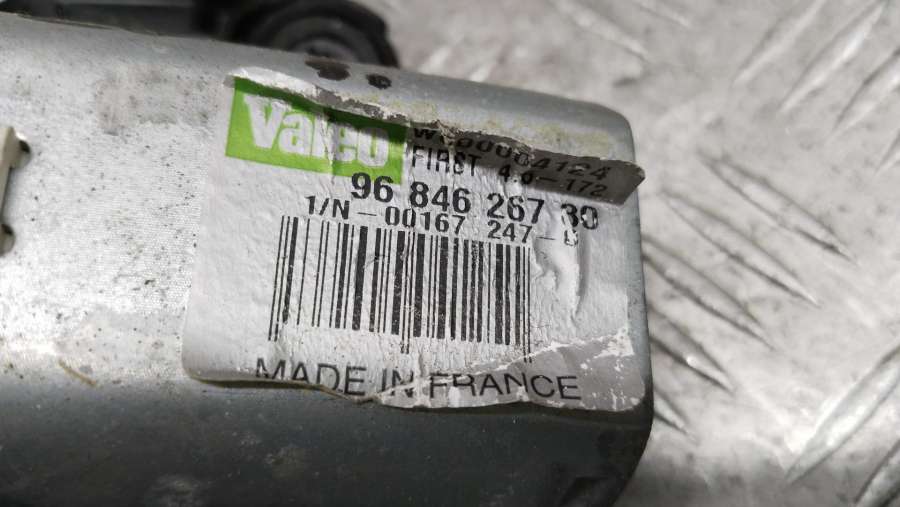 Valeo
W000004124
FIRST 4.0-172
96 846 267 80
1/N-00167 247-D
MADE IN FRANCE